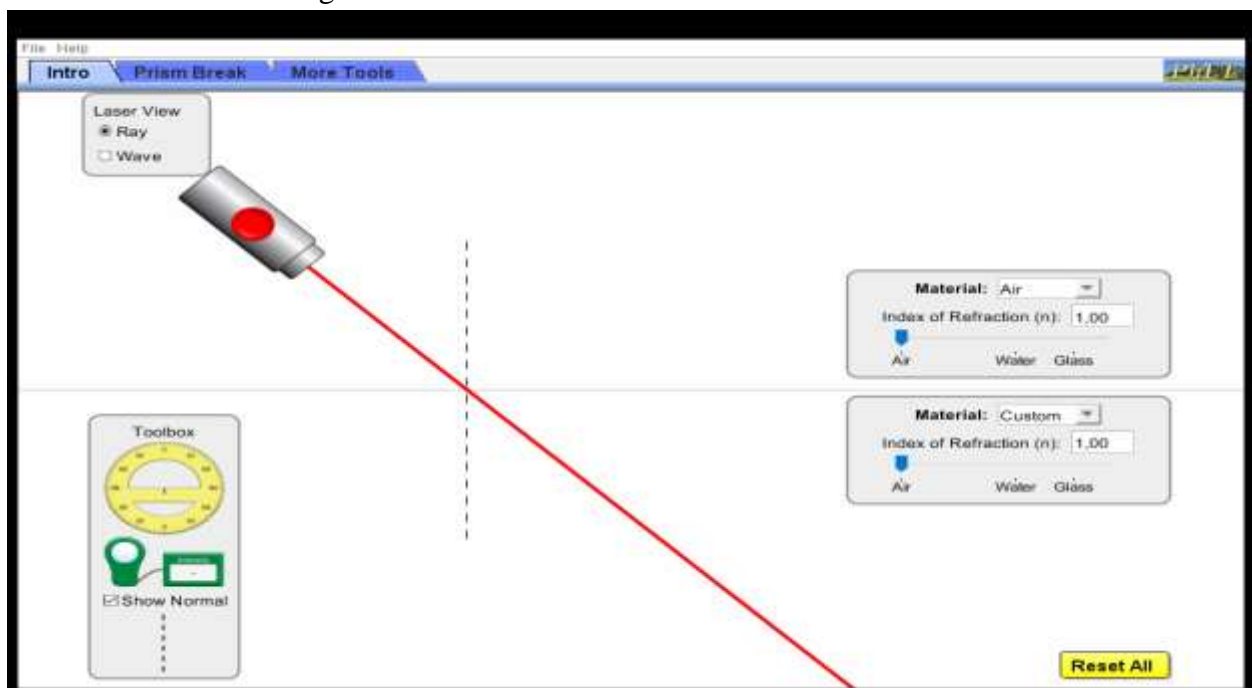 File Help
Intro Prism Break More Tools
Laser View
Ray
Wave
Material: Air
Index of Refraction (n): 1.00
Air Water Glass
Material: Custom
Index of Refraction (n): 1.00
Air Water Glass
Toolbox
Show Normal
Reset All